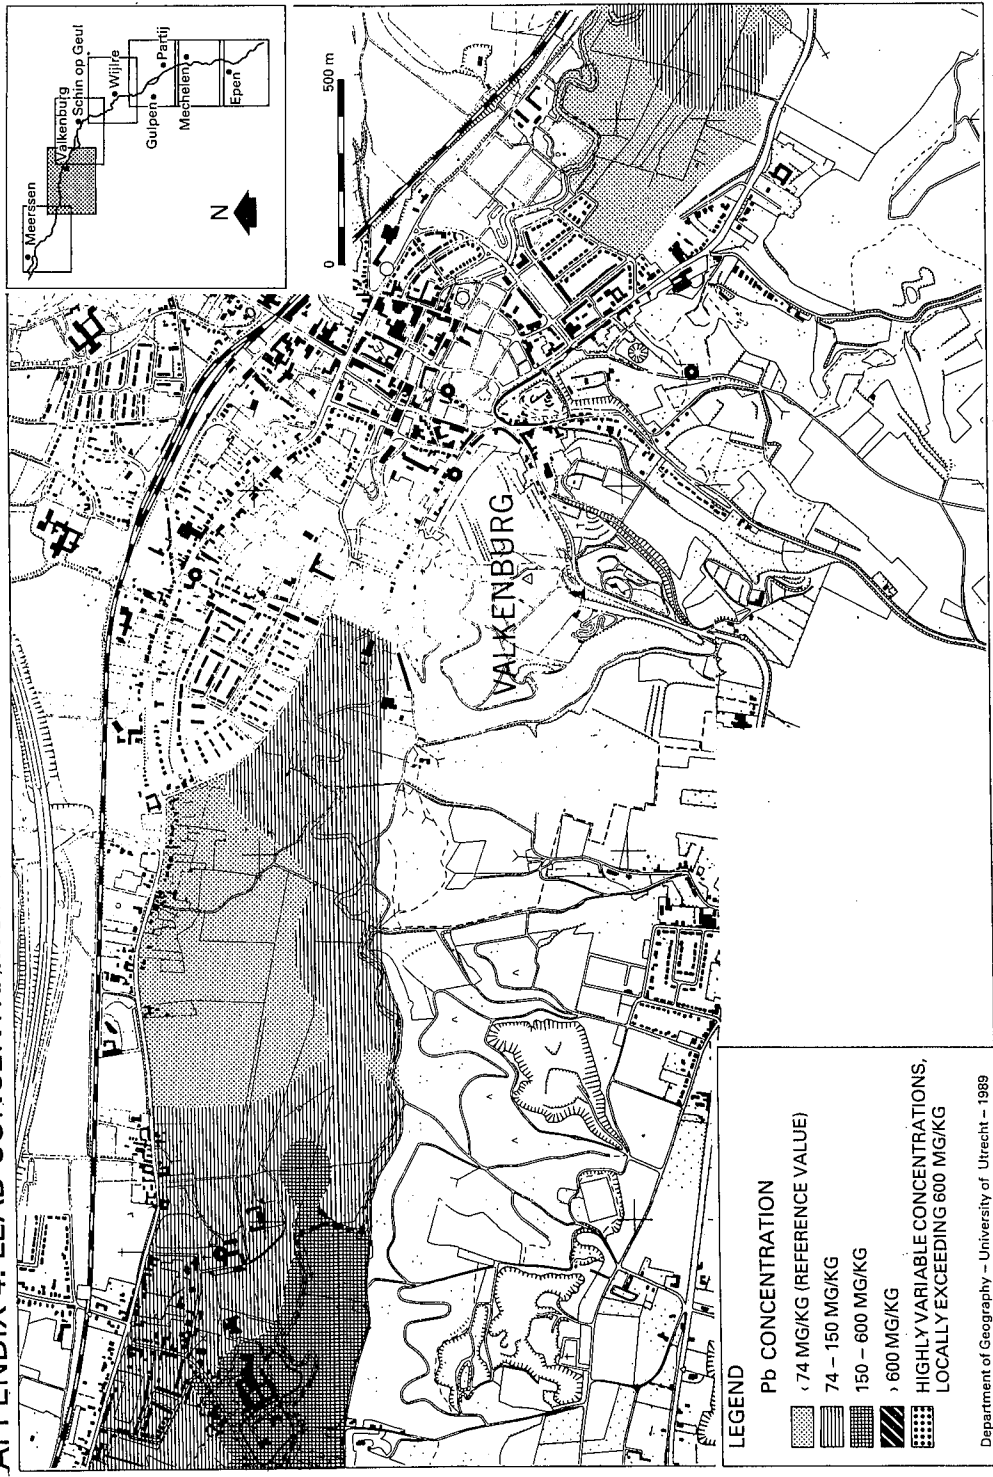 Meerssen
Valkenburg
Schin op Geul
Wijlre
Gulpen
Partij
Mechelen
Epen
N
0
500 m
VALKENBURG
LEGEND
Pb CONCENTRATION
‹ 74 MG/KG (REFERENCE VALUE)
74 – 150 MG/KG
150 – 600 MG/KG
› 600 MG/KG
HIGHLY VARIABLE CONCENTRATIONS,
LOCALLY EXCEEDING 600 MG/KG
Department of Geography – University of Utrecht – 1989